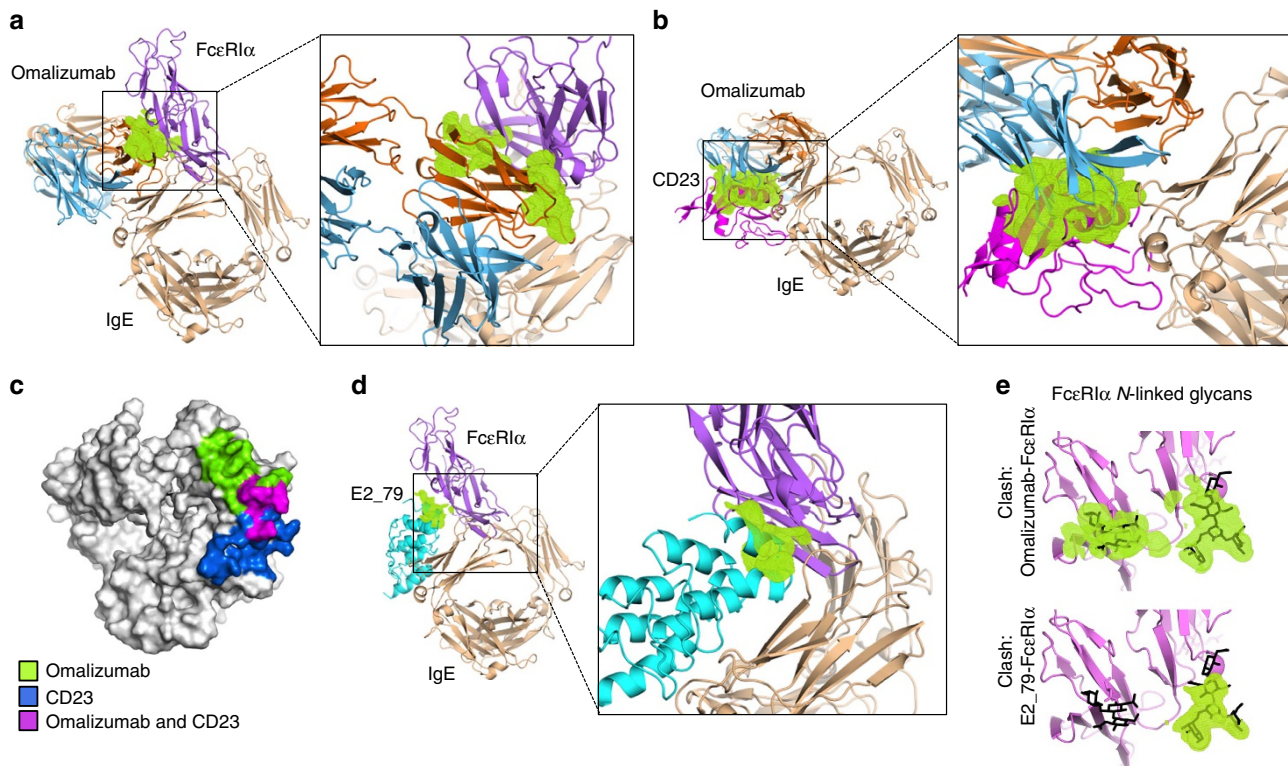 a
FcεRIα
Omalizumab
IgE
b
Omalizumab
CD23
IgE
c
Omalizumab
CD23
Omalizumab and CD23
d
FcεRIα
E2_79
IgE
e
FcεRIα N-linked glycans
Clash:
Omalizumab-FcεRIα
Clash:
E2_79-FcεRIα